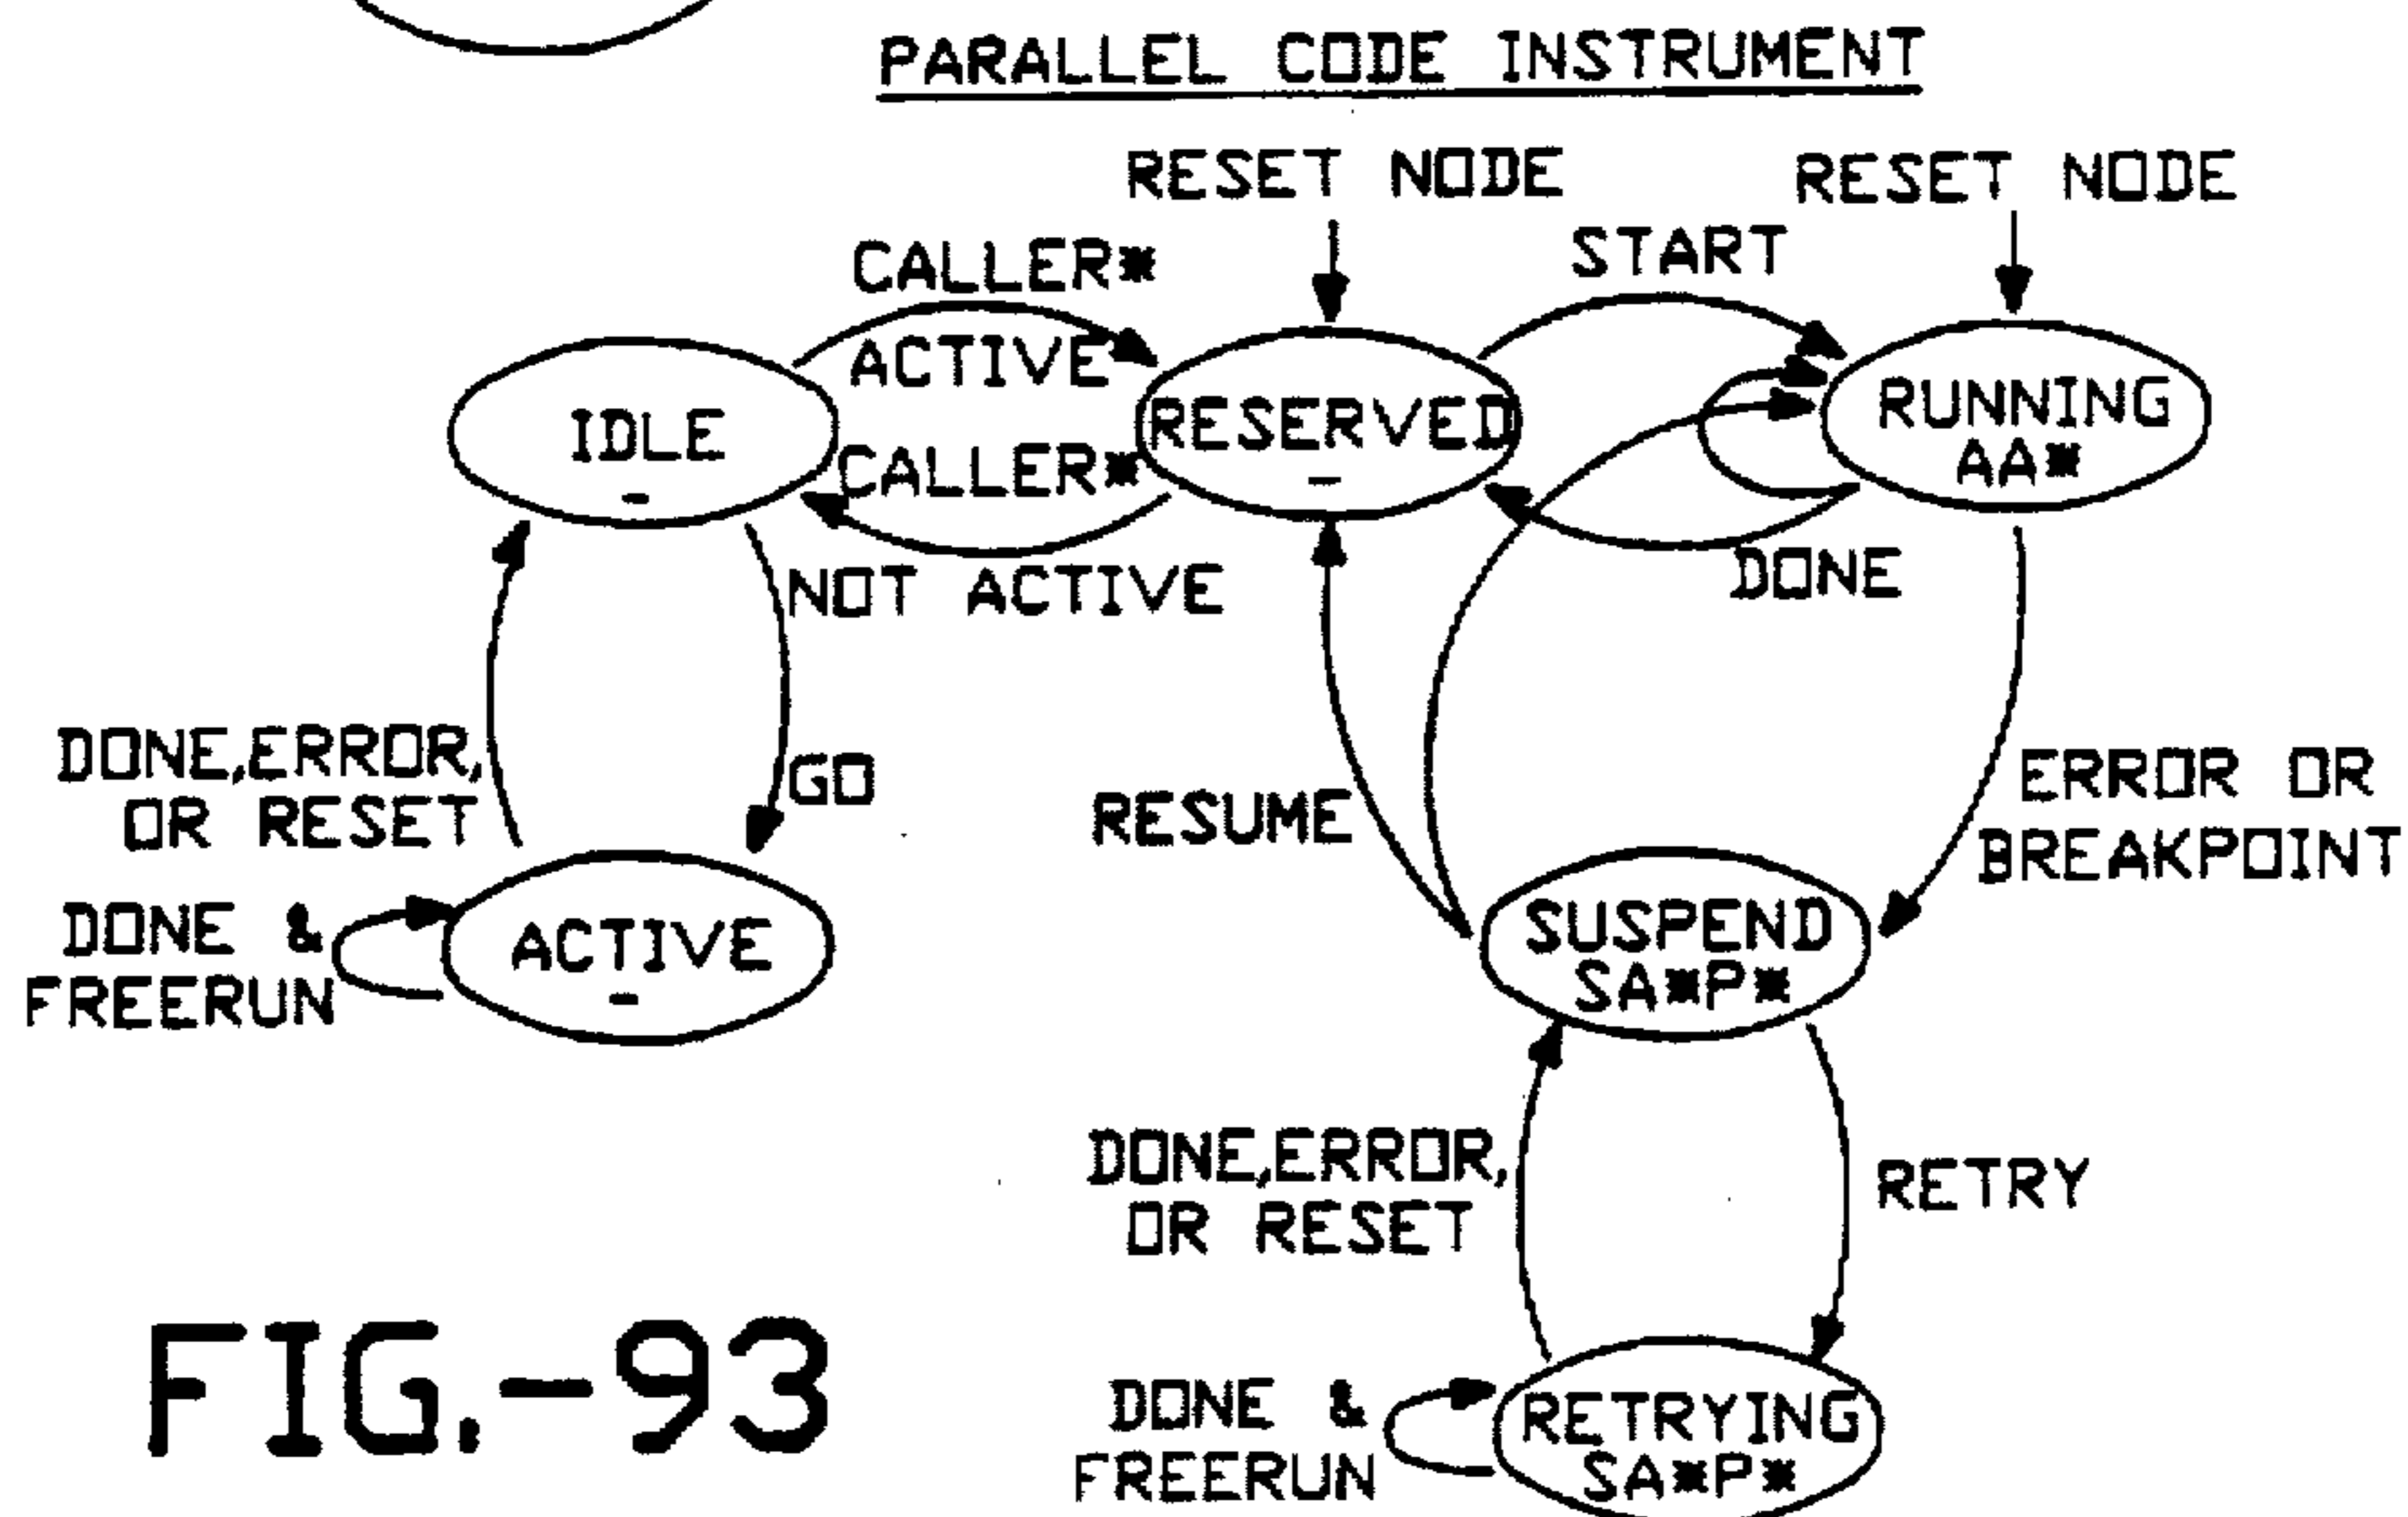 PARALLEL CODE INSTRUMENT
RESET NODE
RESET NODE
CALLER*
START
ACTIVE
IDLE
-
RESERVED
-
RUNNING
AA*
CALLER*
NOT ACTIVE
DONE
DONE,ERROR,
OR RESET
GO
RESUME
ERROR OR
BREAKPOINT
DONE &
FREERUN
ACTIVE
-
SUSPEND
SA*P*
DONE,ERROR,
OR RESET
RETRY
DONE &
FREERUN
RETRYING
SA*P*
FIG.-93